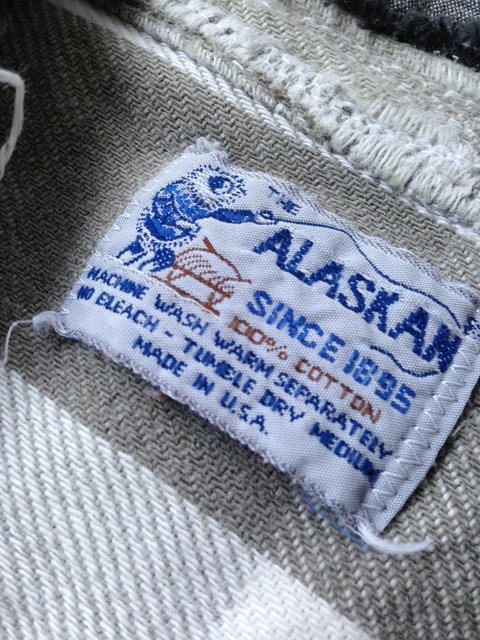 THE
ALASKAN
SINCE 1895
100% COTTON
MACHINE WASH WARM SEPARATELY
NO BLEACH - TUMBLE DRY MEDIUM
MADE IN U.S.A.